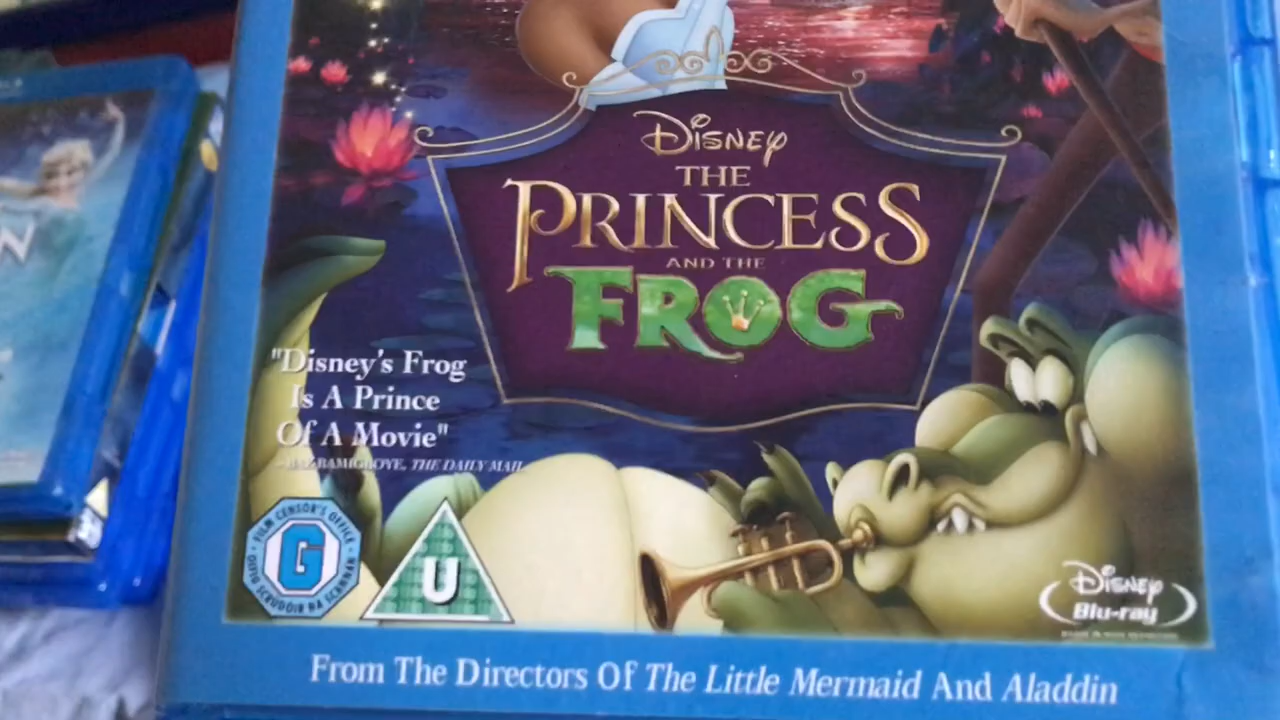 DISNEY
THE
PRINCESS
AND THE
FROG
"Disney's Frog
Is A Prince
Of A Movie"
THE DAILY MAIL
FILM CENSOR'S OFFICE
G
U
DISNEY
Blu-ray
From The Directors Of The Little Mermaid And Aladdin